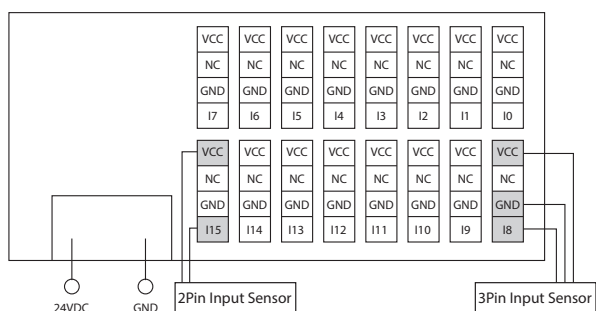 VCC VCC VCC VCC VCC VCC VCC VCC
NC NC NC NC NC NC NC NC
GND GND GND GND GND GND GND GND
I7 I6 I5 I4 I3 I2 I1 I0
VCC VCC VCC VCC VCC VCC VCC VCC
NC NC NC NC NC NC NC NC
GND GND GND GND GND GND GND GND
I15 I14 I13 I12 I11 I10 I9 I8
24VDC GND 2Pin Input Sensor 3Pin Input Sensor